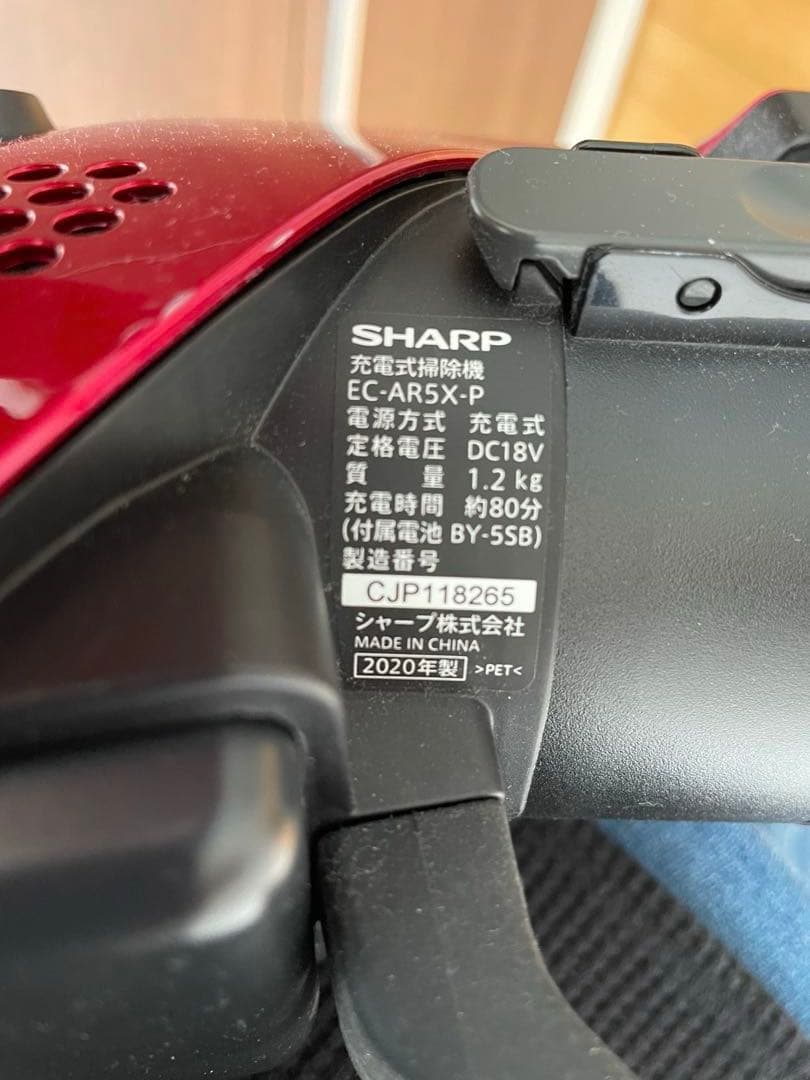 SHARP
充電式掃除機
EC-AR5X-P
電源方式 充電式
定格電圧 DC18V
質量 1.2 kg
充電時間 約80分
(付属電池 BY-5SB)
製造番号
CJP118265
シャープ株式会社
MADE IN CHINA
2020年製 >PET<